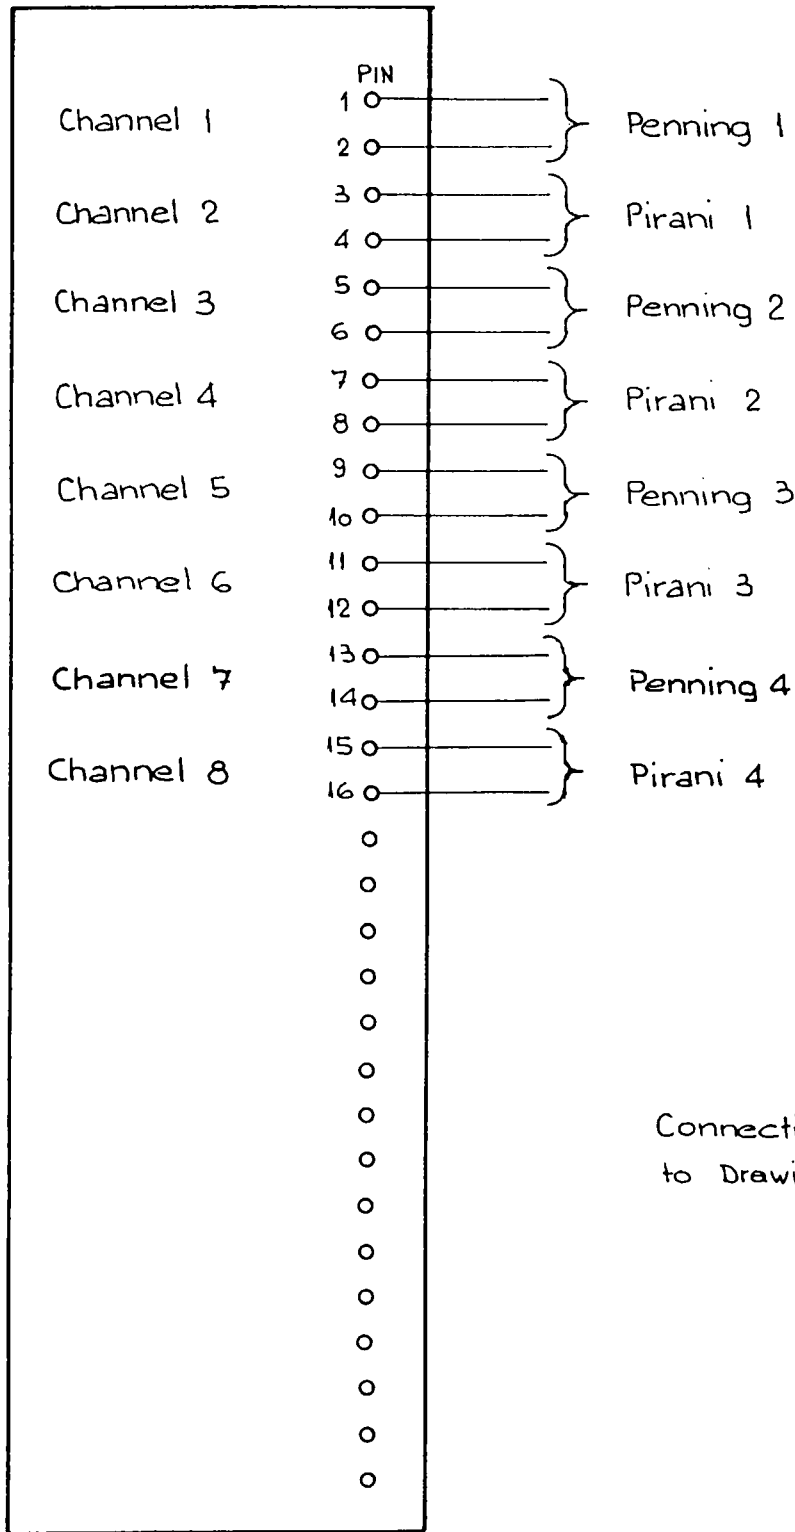 PIN
Channel 1 1 Penning 1
2
Channel 2 3 Pirani 1
4
Channel 3 5 Penning 2
6
Channel 4 7 Pirani 2
8
Channel 5 9 Penning 3
10
Channel 6 11 Pirani 3
12
Channel 7 13 Penning 4
14
Channel 8 15 Pirani 4
16
to